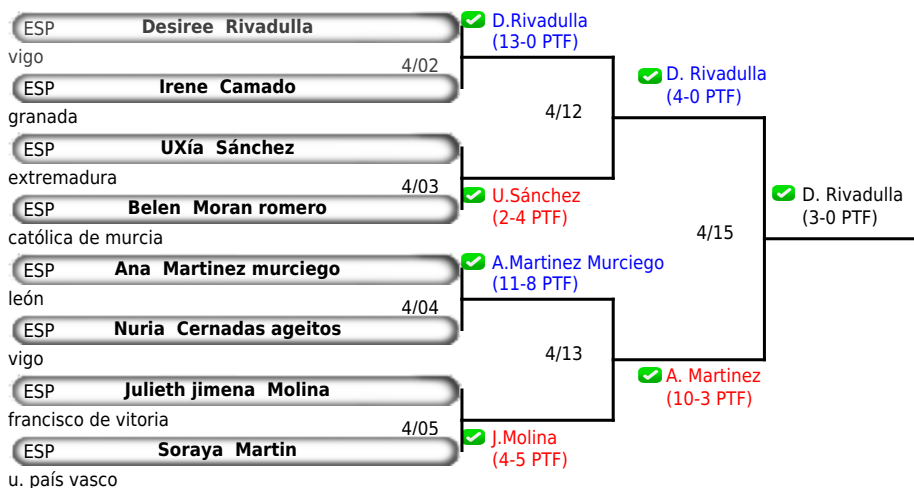 ESP Desiree Rivadulla
vigo
4/02
ESP Irene Camado
granada
ESP UXía Sánchez
extremadura
4/03
ESP Belen Moran romero
católica de murcia
ESP Ana Martinez murciego
león
4/04
ESP Nuria Cernadas ageitos
vigo
ESP Julieth jimena Molina
francisco de vitoria
4/05
ESP Soraya Martin
u. país vasco
D.Rivadulla
(13-0 PTF)
4/12
U.Sánchez
(2-4 PTF)
A.Martinez Murciego
(11-8 PTF)
4/13
J.Molina
(4-5 PTF)
D. Rivadulla
(4-0 PTF)
4/15
A. Martinez
(10-3 PTF)
D. Rivadulla
(3-0 PTF)